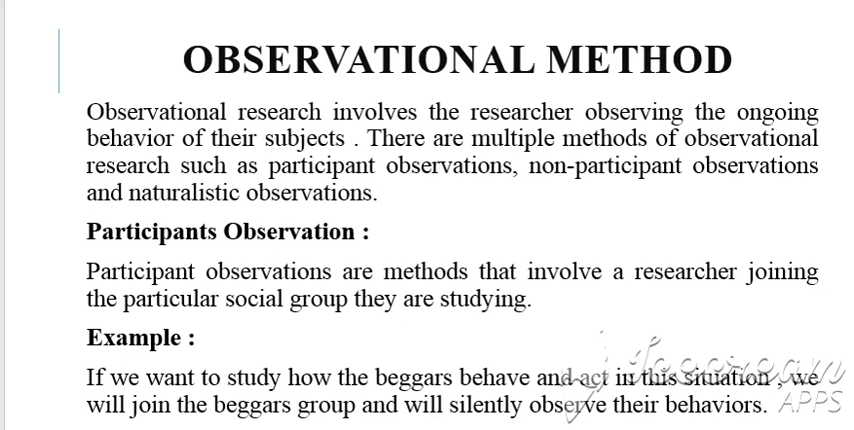 OBSERVATIONAL METHOD
Observational research involves the researcher observing the ongoing
behavior of their subjects . There are multiple methods of observational
research such as participant observations, non-participant observations
and naturalistic observations.
Participants Observation :
Participant observations are methods that involve a researcher joining
the particular social group they are studying.
Example :
If we want to study how the beggars behave and act in this situation , we
will join the beggars group and will silently observe their behaviors.
APPS